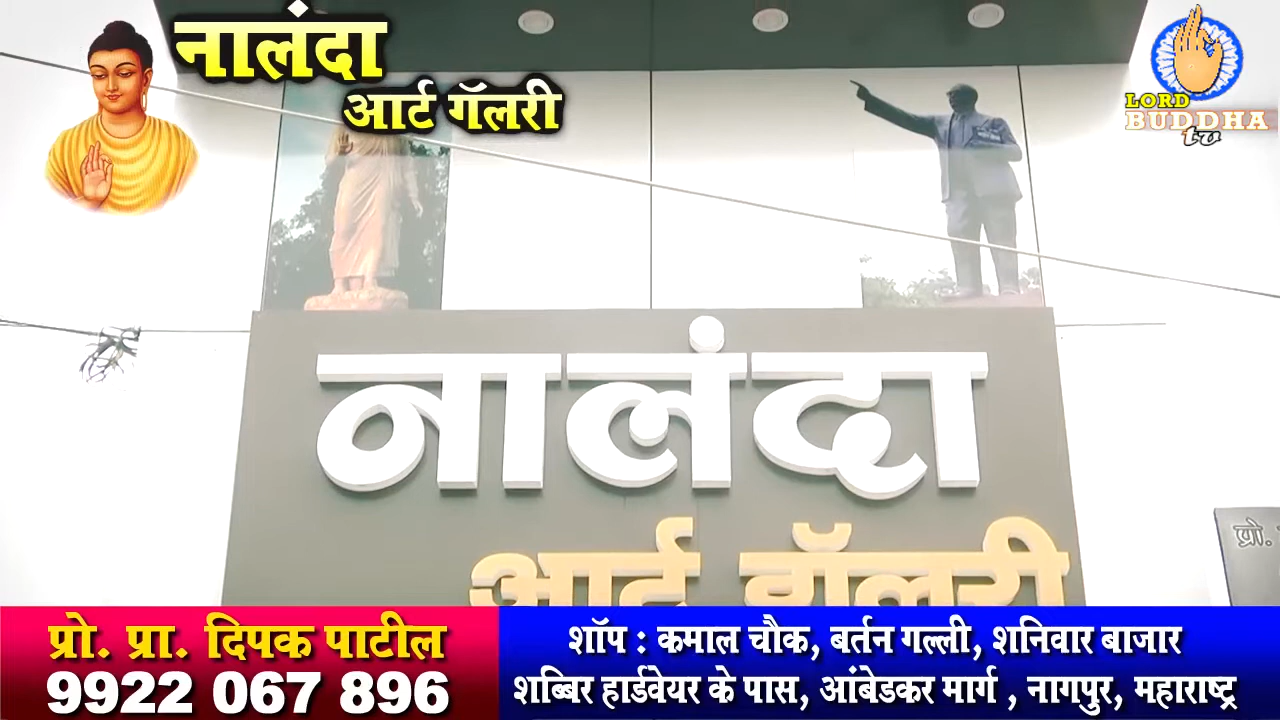 नालंदा
आर्ट गॅलरी
LORD
BUDDHA
tv
नालंदा
आर्ट गॅलरी
प्रो.
प्रो. प्रा. दिपक पाटील
9922 067 896
शॉप : कमाल चौक, बर्तन गल्ली, शनिवार बाजार
शब्बिर हार्डवेयर के पास, आंबेडकर मार्ग , नागपुर, महाराष्ट्र